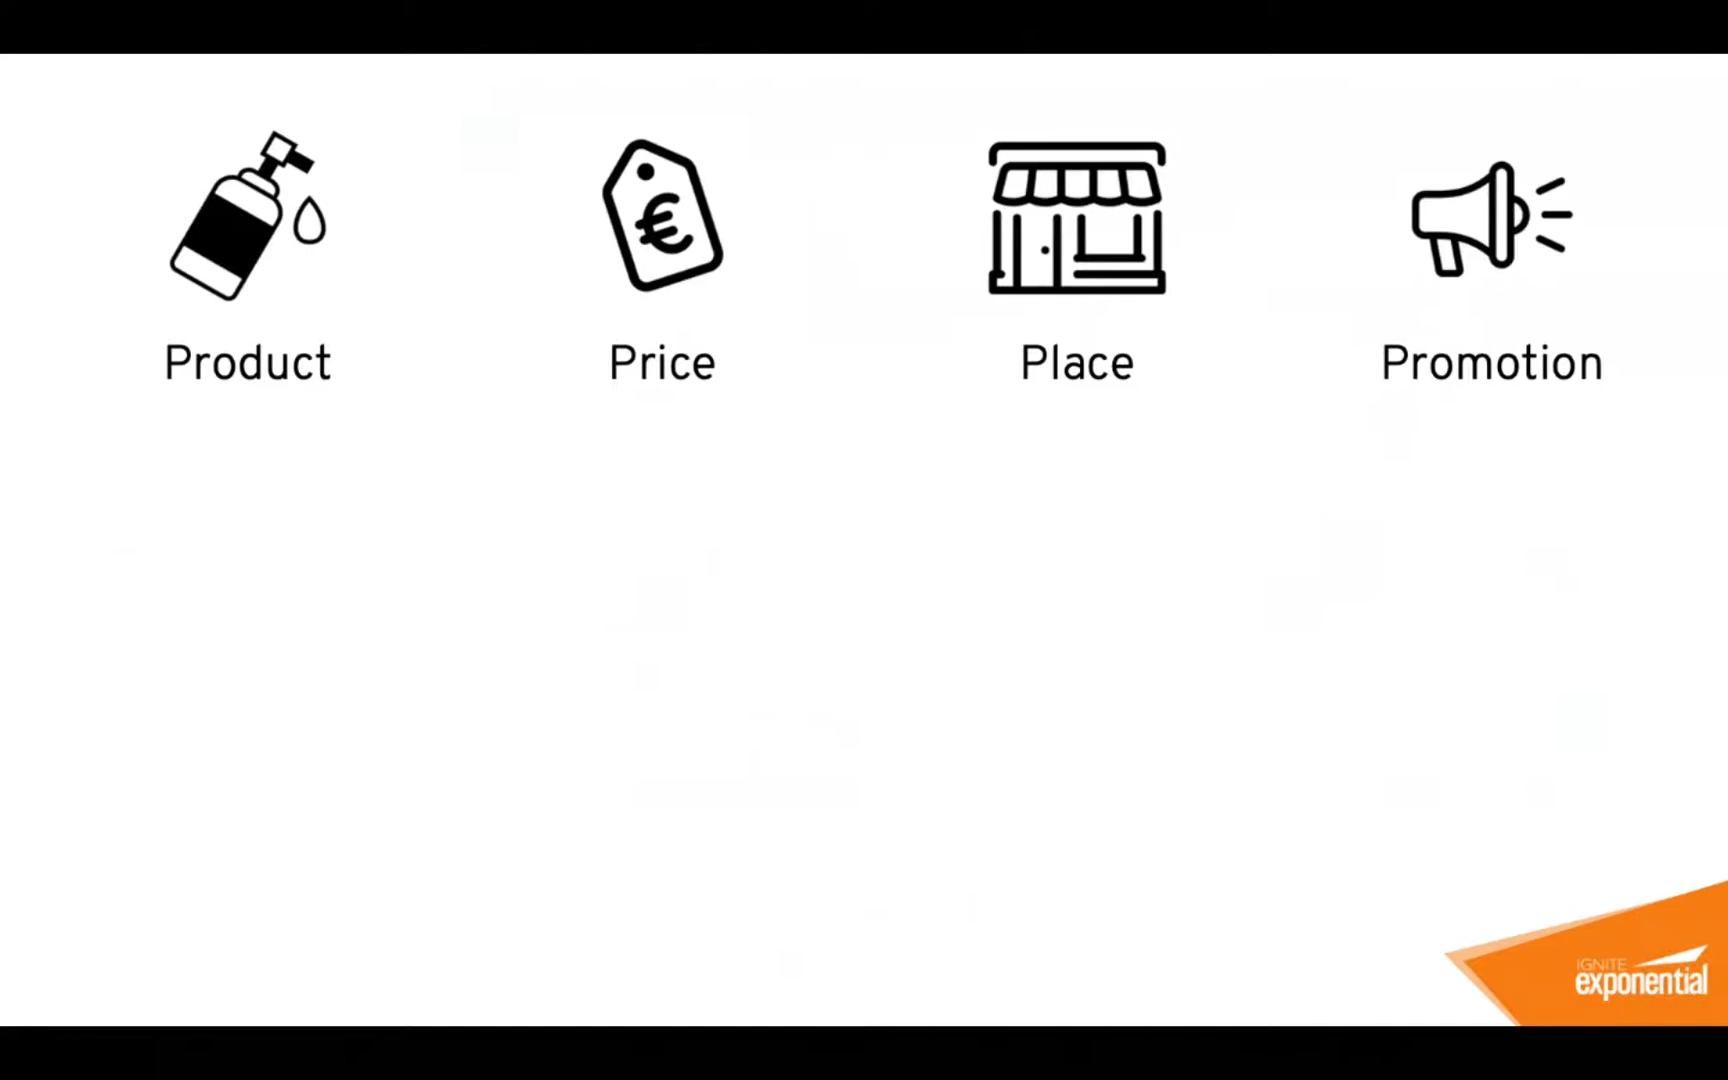 €
Product
Price
Place
Promotion
IGNITE
exponential